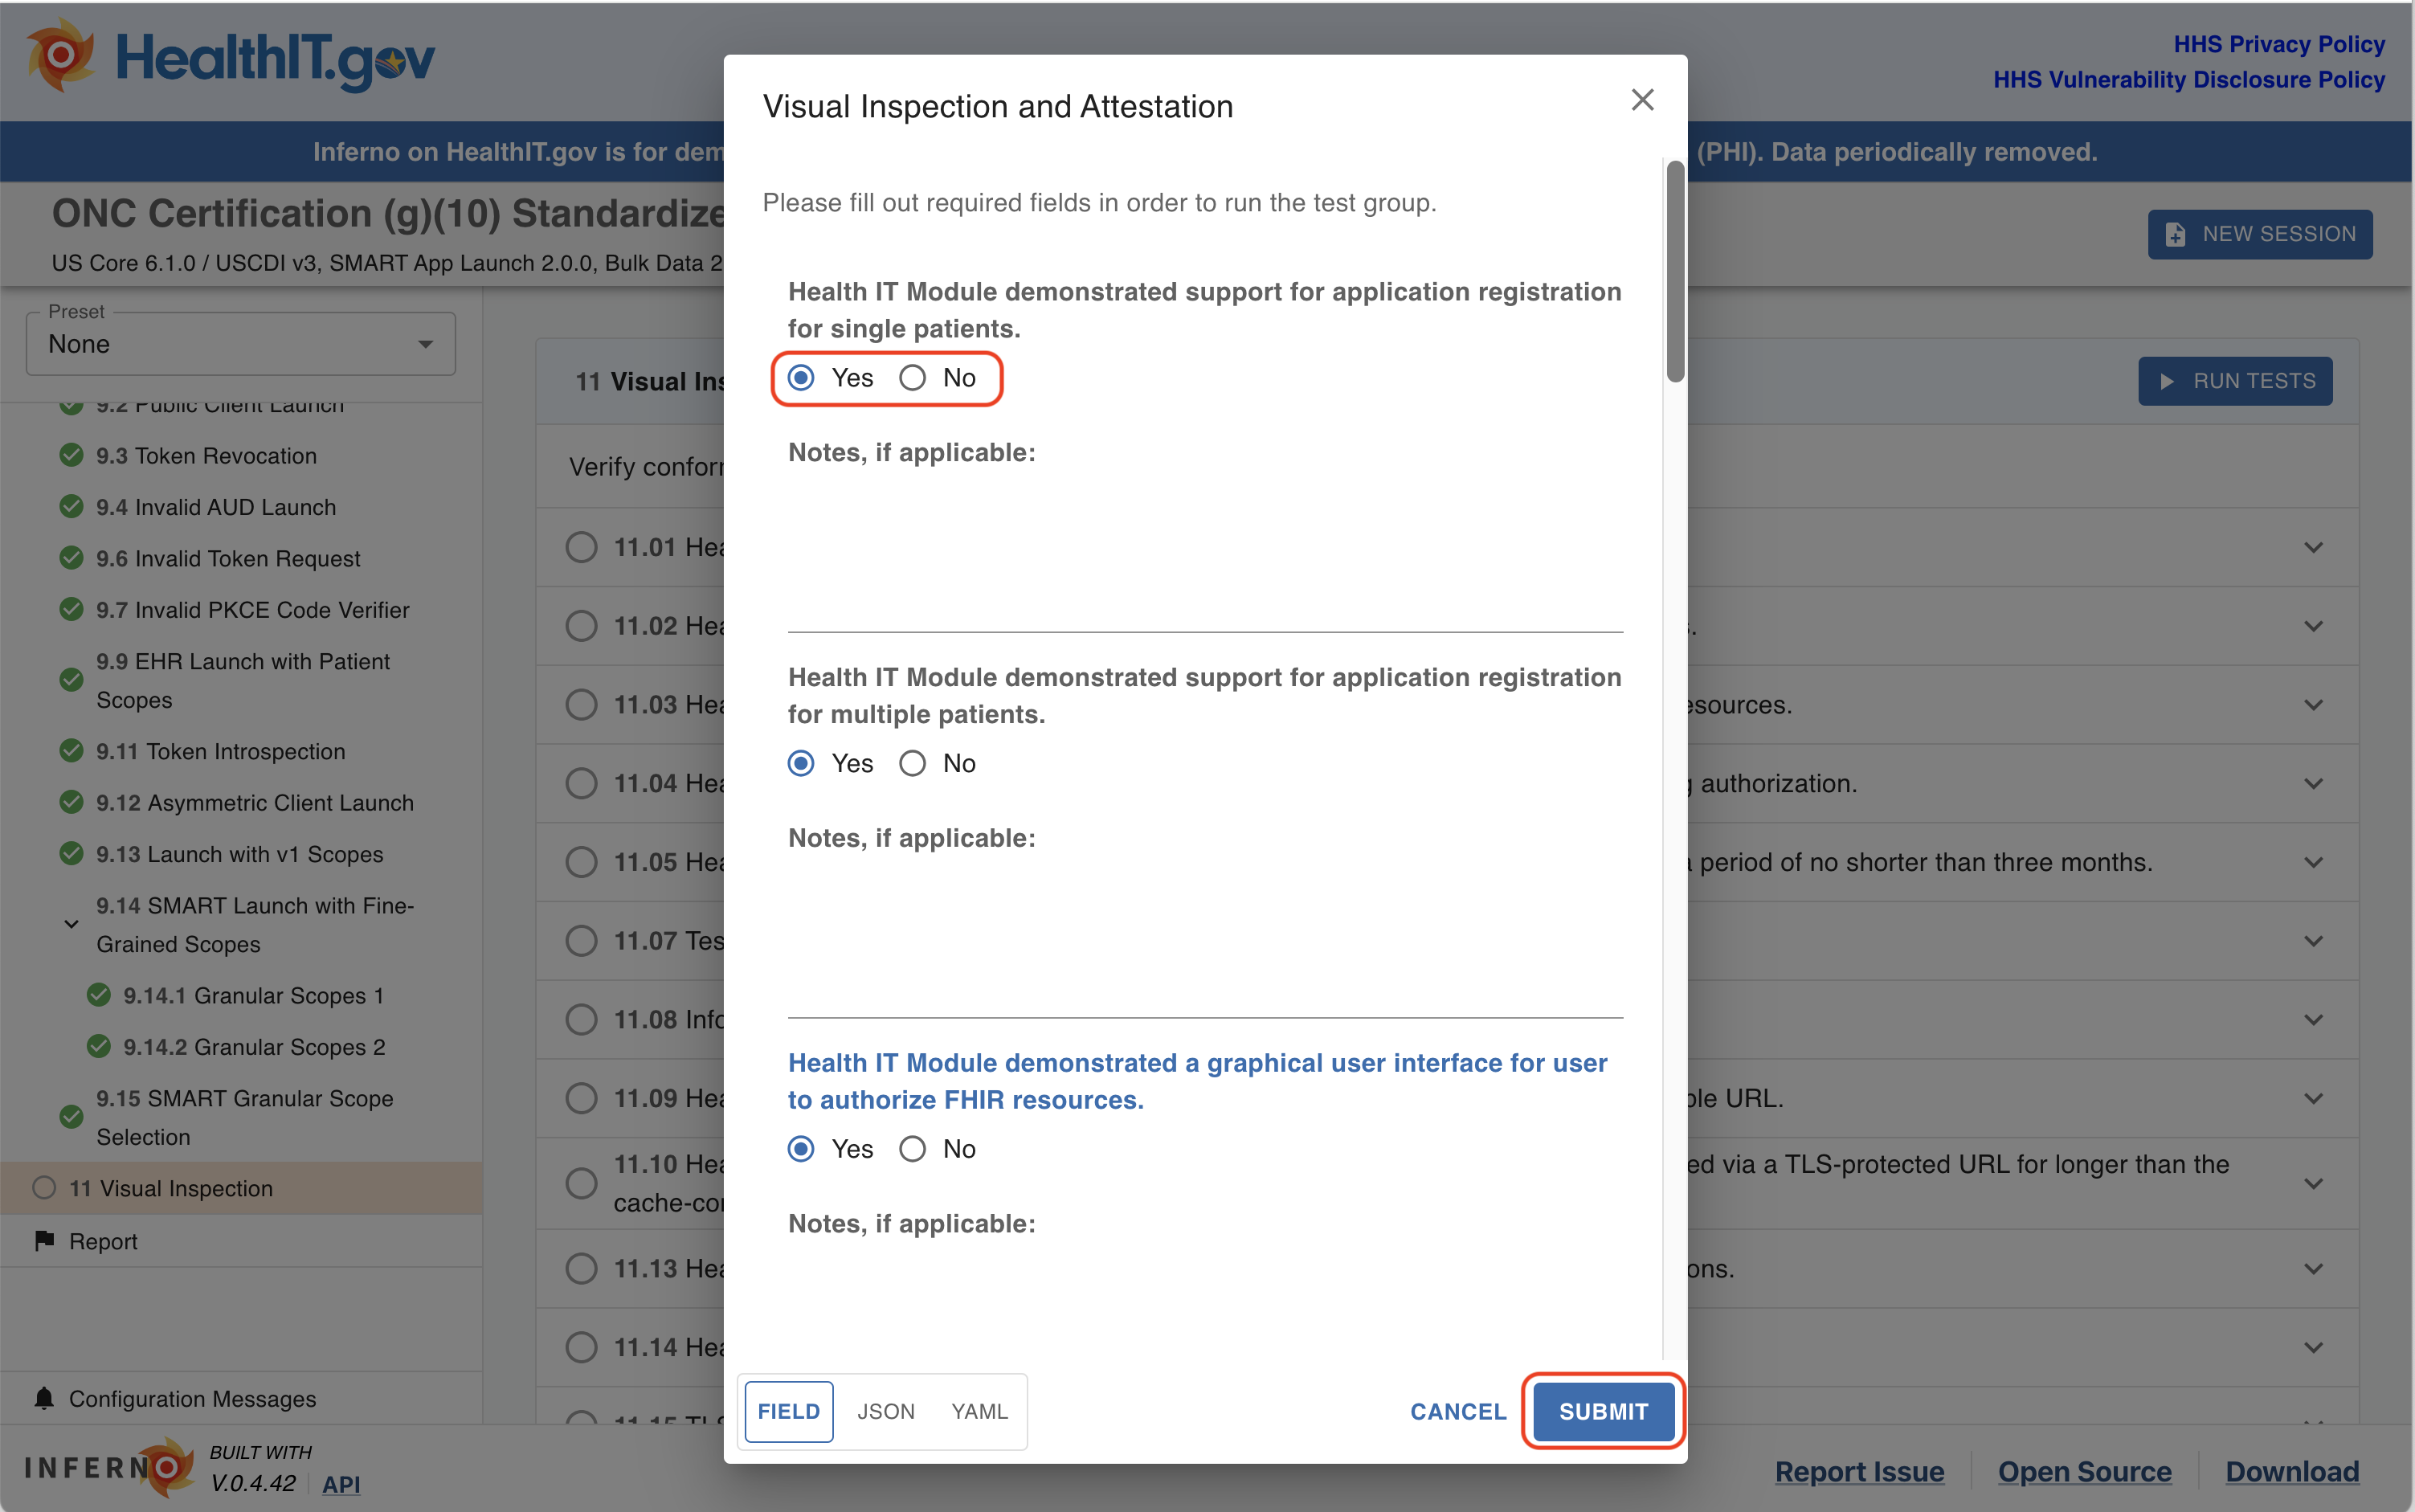 HealthIT.gov
HHS Privacy Policy
HHS Vulnerability Disclosure Policy
Inferno on HealthIT.gov is for dem
(PHI). Data periodically removed.
ONC Certification (g)(10) Standardize
US Core 6.1.0 / USCDI v3, SMART App Launch 2.0.0, Bulk Data 2
NEW SESSION
Preset
None
9.2 Public Client Launch
9.3 Token Revocation
9.4 Invalid AUD Launch
9.6 Invalid Token Request
9.7 Invalid PKCE Code Verifier
9.9 EHR Launch with Patient
Scopes
9.11 Token Introspection
9.12 Asymmetric Client Launch
9.13 Launch with v1 Scopes
9.14 SMART Launch with Fine-
Grained Scopes
9.14.1 Granular Scopes 1
9.14.2 Granular Scopes 2
9.15 SMART Granular Scope
Selection
11 Visual Inspection
Report
Configuration Messages
11 Visual Ins
RUN TESTS
Verify confor
11.01 Hea
11.02 Hea
s.
11.03 Hea
esources.
11.04 Hea
g authorization.
11.05 Hea
a period of no shorter than three months.
11.07 Tes
11.08 Info
11.09 Hea
ble URL.
11.10 Hea
ed via a TLS-protected URL for longer than the
cache-co
11.13 Hea
ons.
11.14 Hea
11.15 TL
Visual Inspection and Attestation
Please fill out required fields in order to run the test group.
Health IT Module demonstrated support for application registration
for single patients.
Yes No
Notes, if applicable:
Health IT Module demonstrated support for application registration
for multiple patients.
Yes No
Notes, if applicable:
Health IT Module demonstrated a graphical user interface for user
to authorize FHIR resources.
Yes No
Notes, if applicable:
FIELD JSON YAML
CANCEL SUBMIT
INFERNO
BUILT WITH
V.0.4.42 API
Report Issue Open Source Download